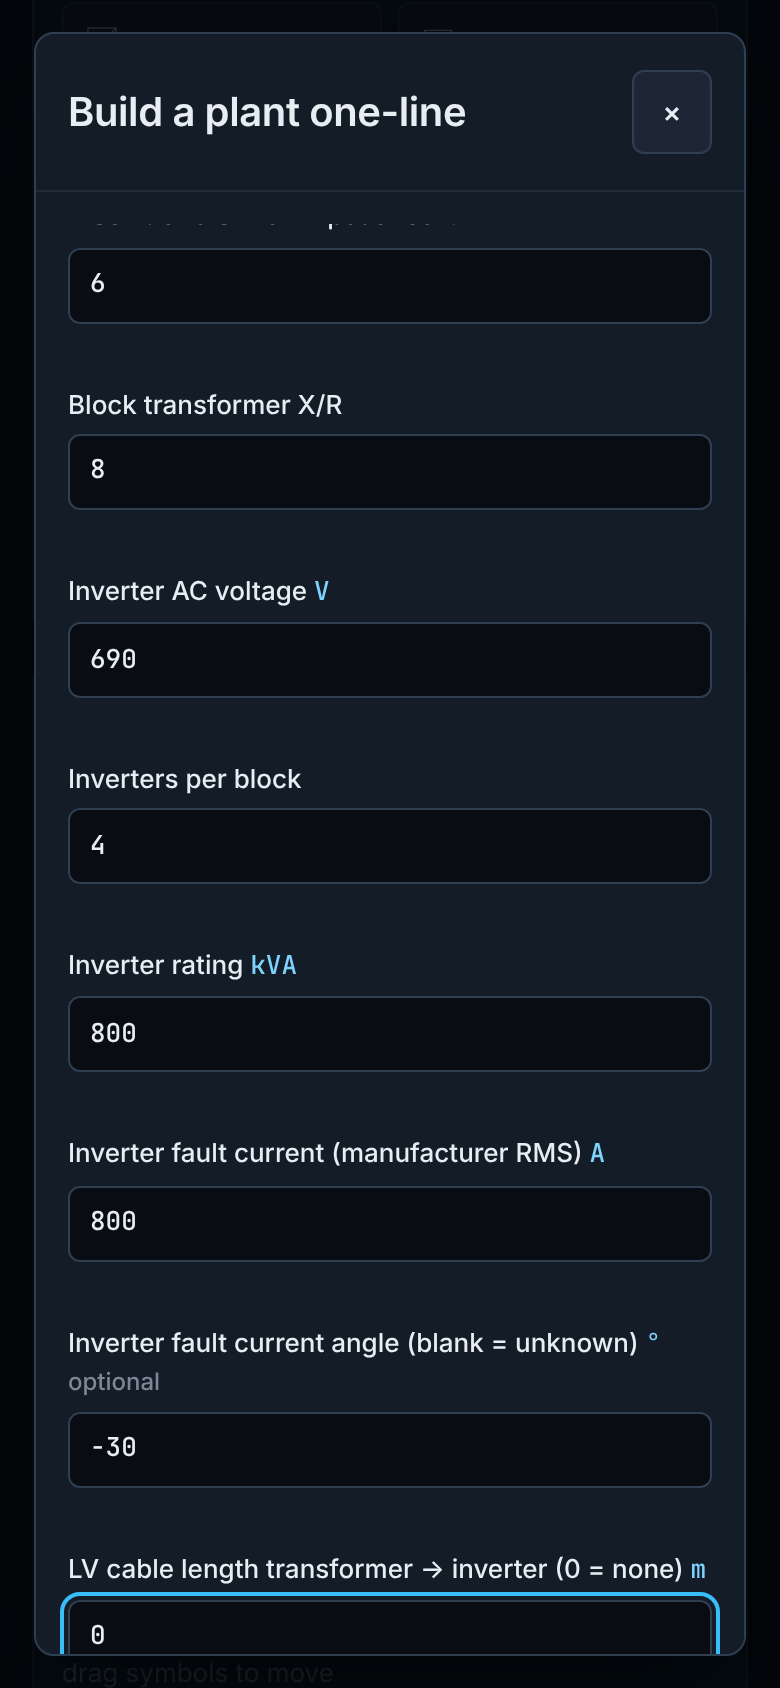 Build a plant one-line
×
6
Block transformer X/R
8
Inverter AC voltage V
690
Inverters per block
4
Inverter rating kVA
800
Inverter fault current (manufacturer RMS) A
800
Inverter fault current angle (blank = unknown) °
optional
-30
LV cable length transformer → inverter (0 = none) m
0
drag symbols to move